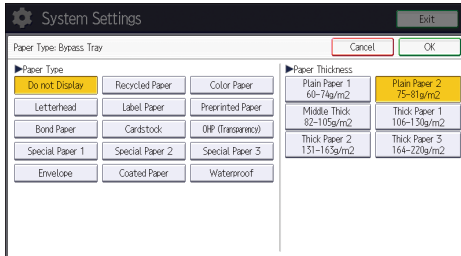 System Settings
Exit
Paper Type: Bypass Tray
Cancel
OK
▶Paper Type
Do not Display
Recycled Paper
Color Paper
Letterhead
Label Paper
Preprinted Paper
Bond Paper
Cardstock
OHP (Transparency)
Special Paper 1
Special Paper 2
Special Paper 3
Envelope
Coated Paper
Waterproof
▶Paper Thickness
Plain Paper 1
60-74g/m2
Plain Paper 2
75-81g/m2
Middle Thick
82-105g/m2
Thick Paper 1
106-130g/m2
Thick Paper 2
131-163g/m2
Thick Paper 3
164-220g/m2